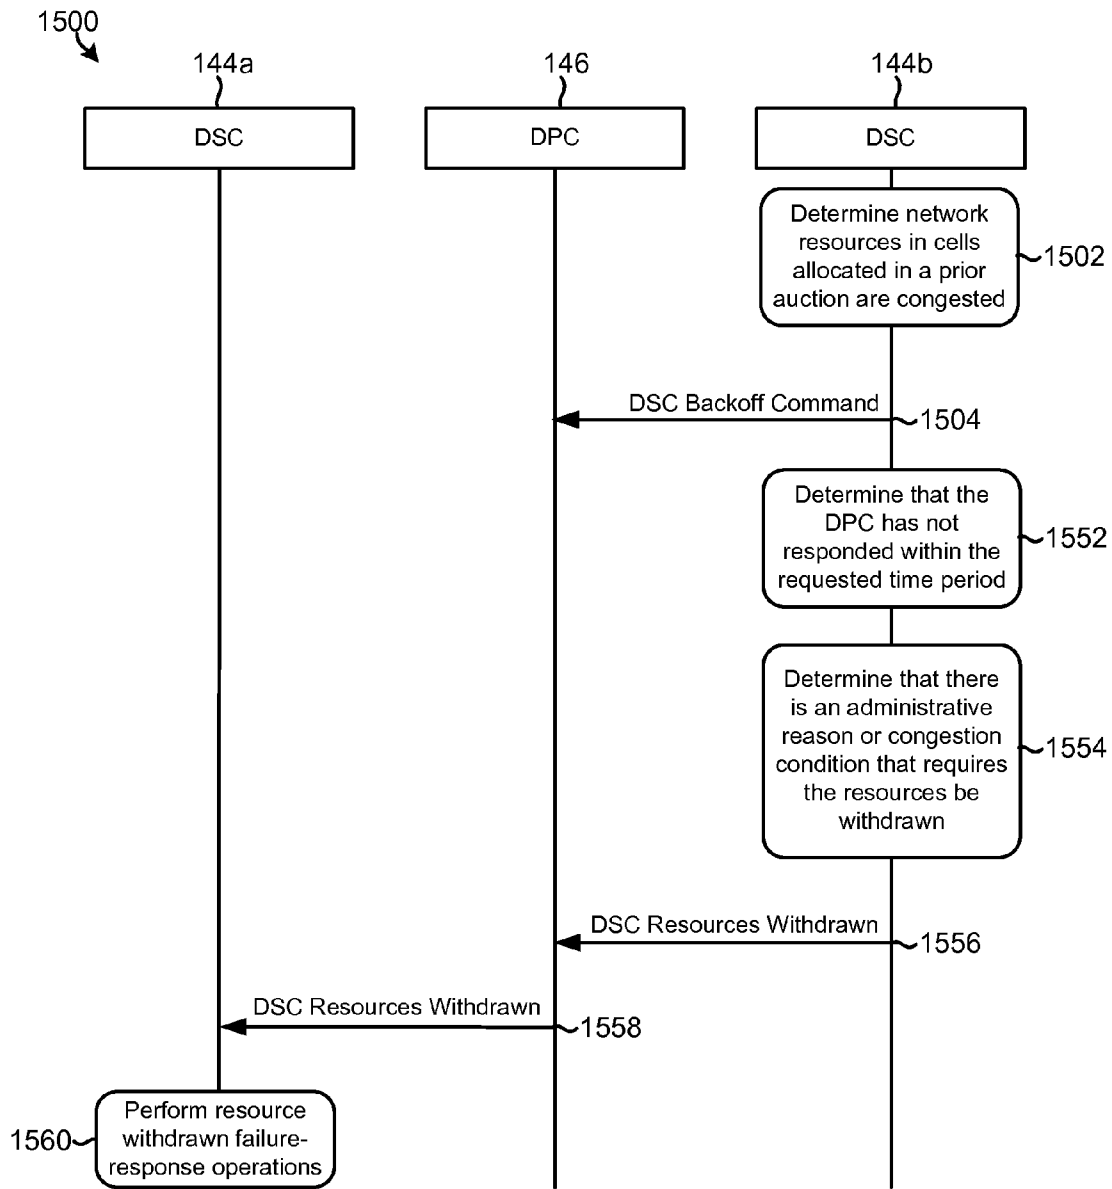 1500
144a
146
144b
DSC
DPC
DSC
Determine network
resources in cells
allocated in a prior
auction are congested
1502
DSC Backoff Command
1504
Determine that the
DPC has not
responded within the
requested time period
1552
Determine that there
is an administrative
reason or congestion
condition that requires
the resources be
withdrawn
1554
DSC Resources Withdrawn
1556
DSC Resources Withdrawn
1558
Perform resource
withdrawn failure-
response operations
1560